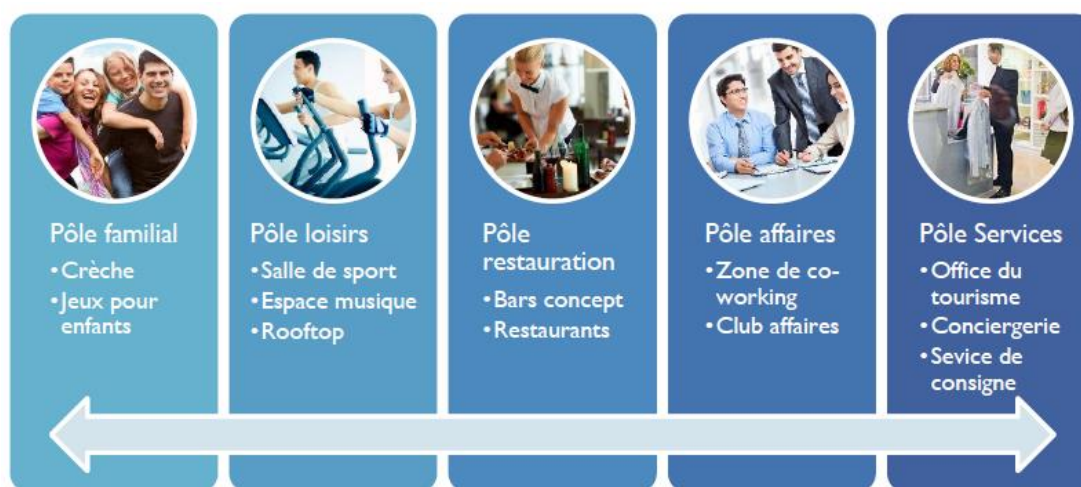 Pôle familial
• Crèche
• Jeux pour
enfants
Pôle loisirs
• Salle de sport
• Espace musique
• Rooftop
Pôle
restauration
• Bars concept
• Restaurants
Pôle affaires
• Zone de co-
working
• Club affaires
Pôle Services
• Office du
tourisme
• Conciergerie
• Sevice de
consigne